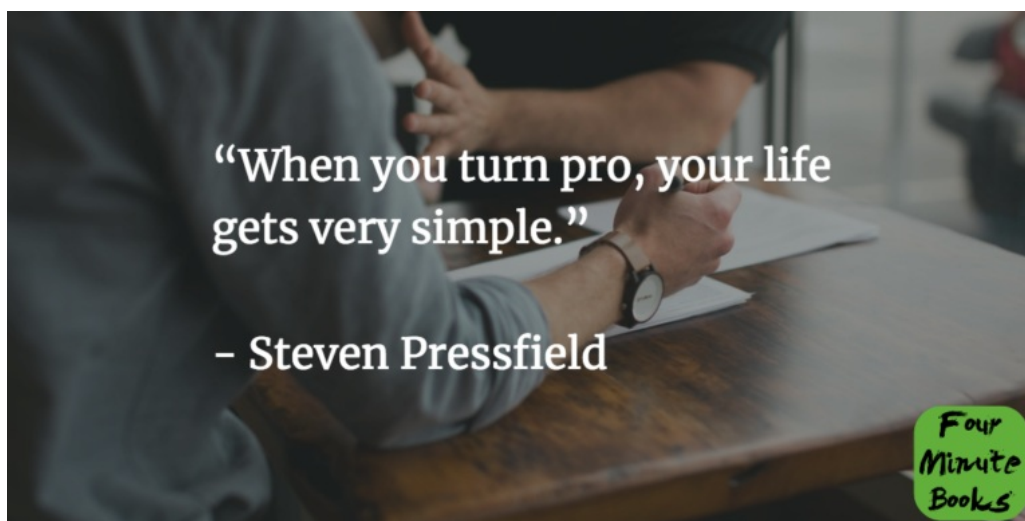 “When you turn pro, your life
gets very simple.”
– Steven Pressfield
Four
Minute
Books